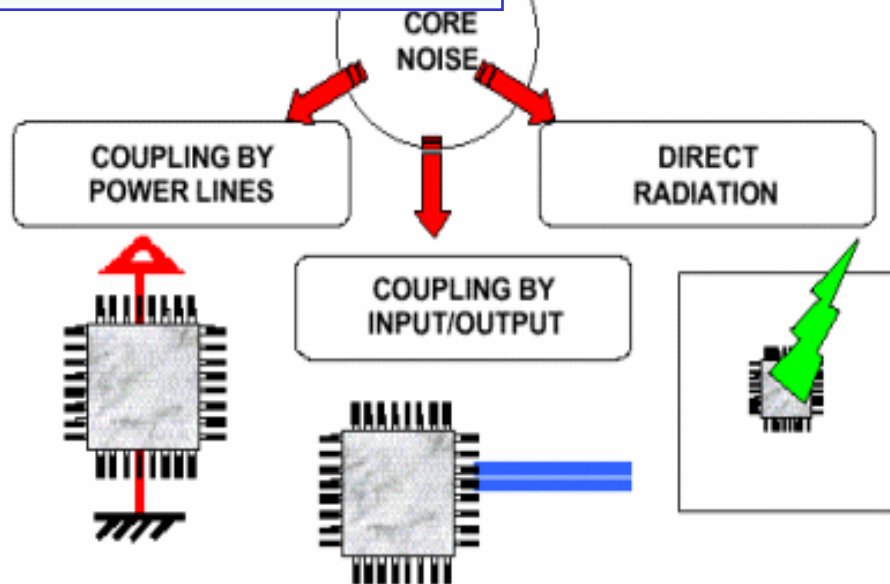 CORE
NOISE
COUPLING BY
POWER LINES
DIRECT
RADIATION
COUPLING BY
INPUT/OUTPUT